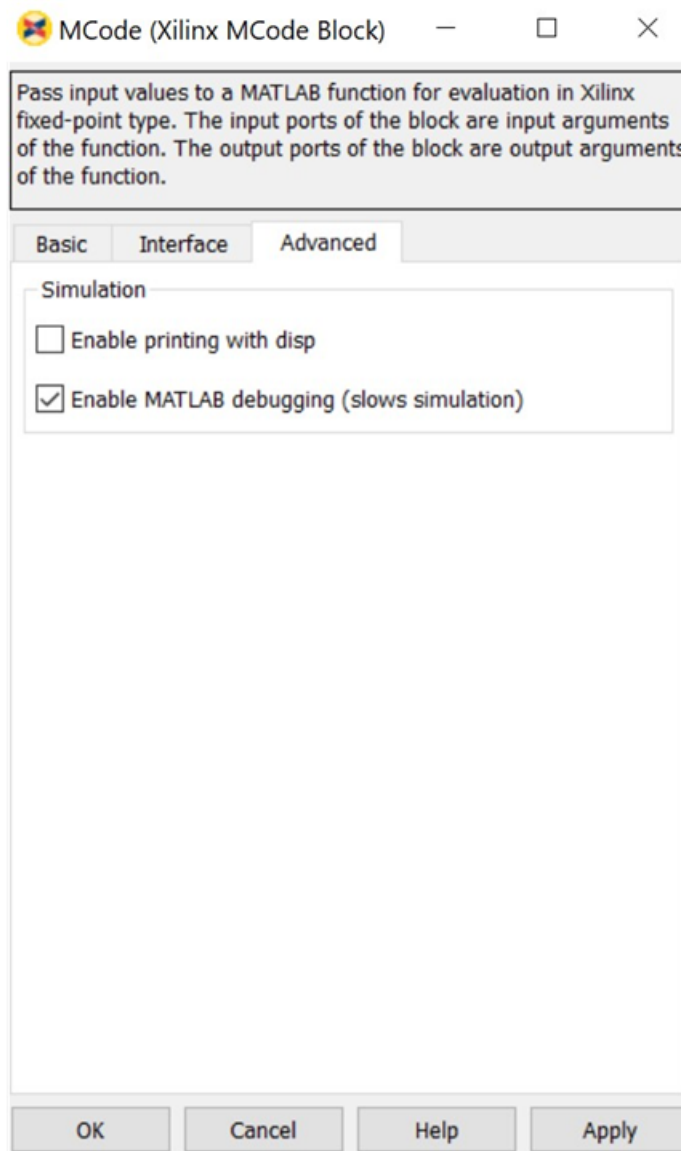 MCode (Xilinx MCode Block)
Pass input values to a MATLAB function for evaluation in Xilinx
fixed-point type. The input ports of the block are input arguments
of the function. The output ports of the block are output arguments
of the function.
Basic Interface Advanced
Simulation
Enable printing with disp
Enable MATLAB debugging (slows simulation)
OK Cancel Help Apply